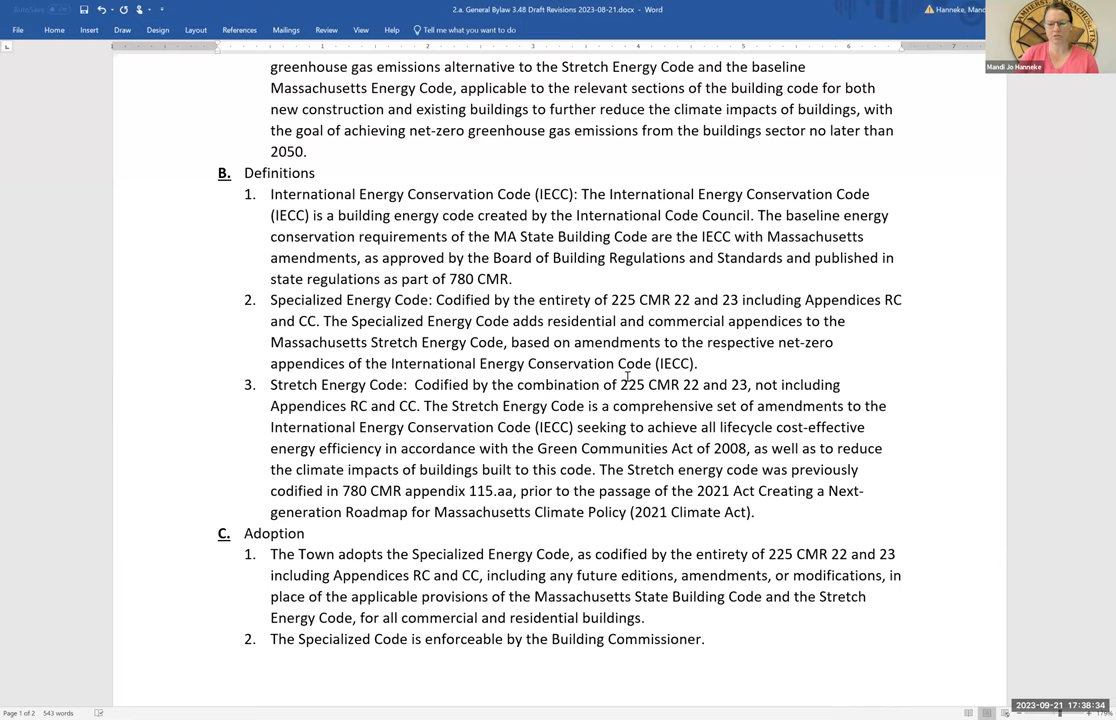 AutoSave Off
2.a. General Bylaw 3.48 Draft Revisions 2023-08-21.docx - Word
Hanneke, Mand
File Home Insert Draw Design Layout References Mailings Review View Help Tell me what you want to do
1 1 2 3 4 5 6 7
greenhouse gas emissions alternative to the Stretch Energy Code and the baseline
Massachusetts Energy Code, applicable to the relevant sections of the building code for both
new construction and existing buildings to further reduce the climate impacts of buildings, with
the goal of achieving net-zero greenhouse gas emissions from the buildings sector no later than
2050.
B. Definitions
1. International Energy Conservation Code (IECC): The International Energy Conservation Code
(IECC) is a building energy code created by the International Code Council. The baseline energy
conservation requirements of the MA State Building Code are the IECC with Massachusetts
amendments, as approved by the Board of Building Regulations and Standards and published in
state regulations as part of 780 CMR.
2. Specialized Energy Code: Codified by the entirety of 225 CMR 22 and 23 including Appendices RC
and CC. The Specialized Energy Code adds residential and commercial appendices to the
Massachusetts Stretch Energy Code, based on amendments to the respective net-zero
appendices of the International Energy Conservation Code (IECC).
3. Stretch Energy Code: Codified by the combination of 225 CMR 22 and 23, not including
Appendices RC and CC. The Stretch Energy Code is a comprehensive set of amendments to the
International Energy Conservation Code (IECC) seeking to achieve all lifecycle cost-effective
energy efficiency in accordance with the Green Communities Act of 2008, as well as to reduce
the climate impacts of buildings built to this code. The Stretch energy code was previously
codified in 780 CMR appendix 115.aa, prior to the passage of the 2021 Act Creating a Next-
generation Roadmap for Massachusetts Climate Policy (2021 Climate Act).
C. Adoption
1. The Town adopts the Specialized Energy Code, as codified by the entirety of 225 CMR 22 and 23
including Appendices RC and CC, including any future editions, amendments, or modifications, in
place of the applicable provisions of the Massachusetts State Building Code and the Stretch
Energy Code, for all commercial and residential buildings.
2. The Specialized Code is enforceable by the Building Commissioner.
Mandi Jo Hanneke
Page 1 of 2 543 words
2023-09-21 17:38:34